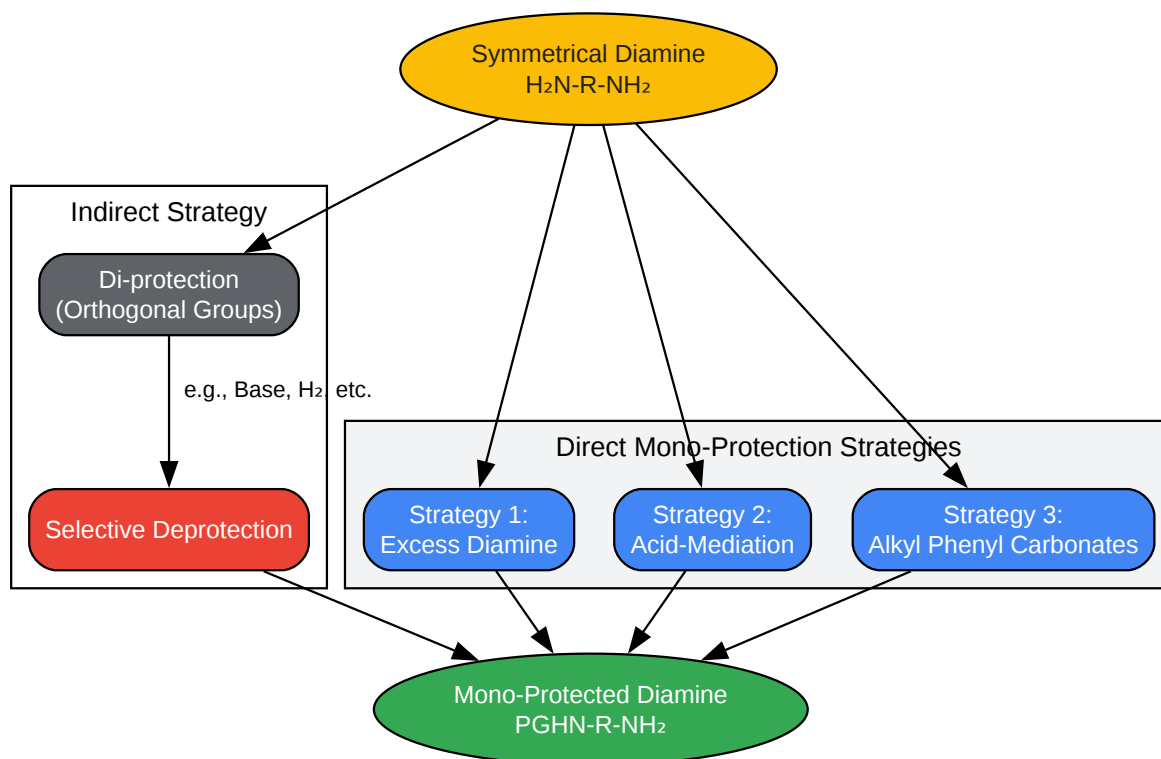 Symmetrical Diamine
H₂N-R-NH₂
Indirect Strategy
Di-protection
(Orthogonal Groups)
e.g., Base, H₂, etc.
Selective Deprotection
Direct Mono-Protection Strategies
Strategy 1:
Excess Diamine
Strategy 2:
Acid-Mediation
Strategy 3:
Alkyl Phenyl Carbonates
Mono-Protected Diamine
PGHN-R-NH₂